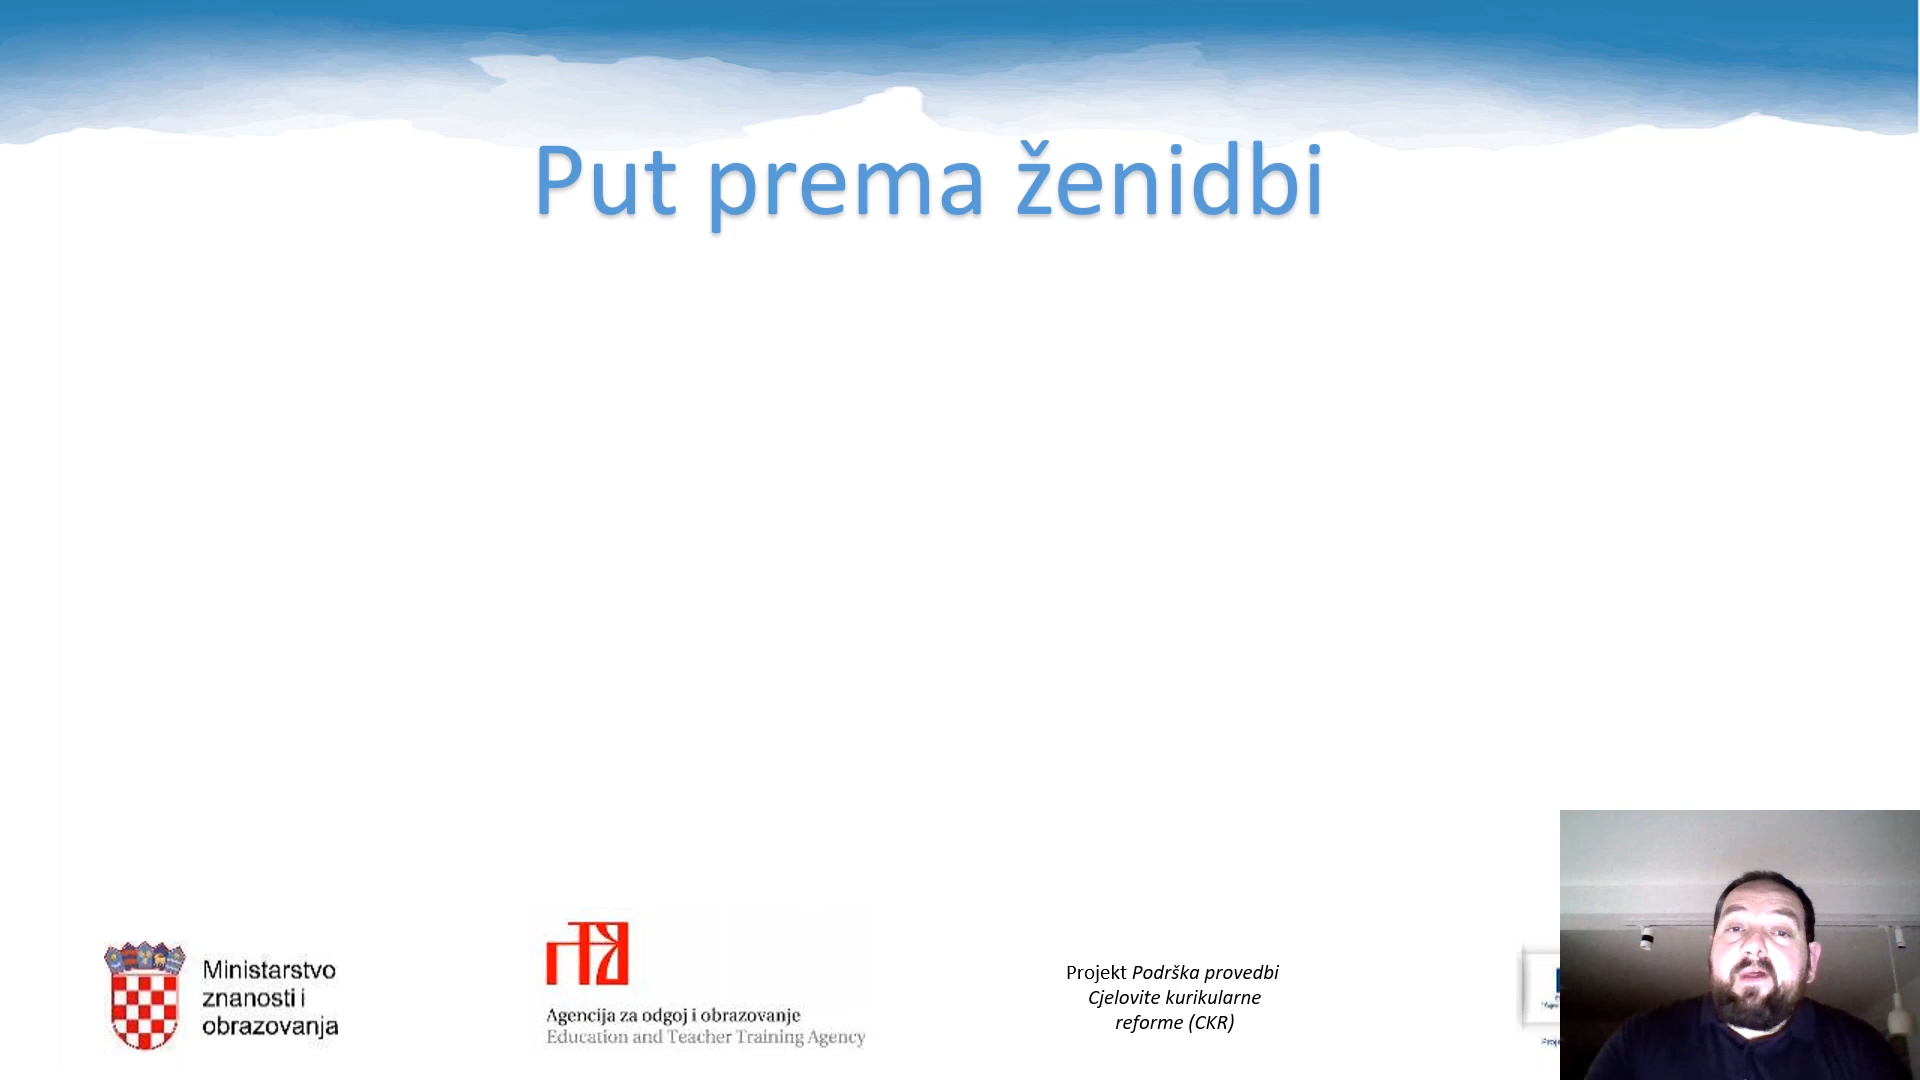 Put prema ženidbi
Ministarstvo
znanosti i
obrazovanja
Agencija za odgoj i obrazovanje
Education and Teacher Training Agency
Projekt Podrška provedbi
Cjelovite kurikularne
reforme (CKR)